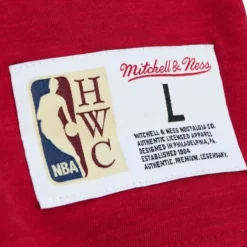 Mitchell & Ness
H
W
C
NBA
L
MITCHELL & NESS NOSTALGIA CO.
AUTHENTIC LICENSED APPAREL
DESIGNED IN PHILADELPHIA, PA
ESTABLISHED 1904
AUTHENTIC. PREMIUM. LEGENDARY.